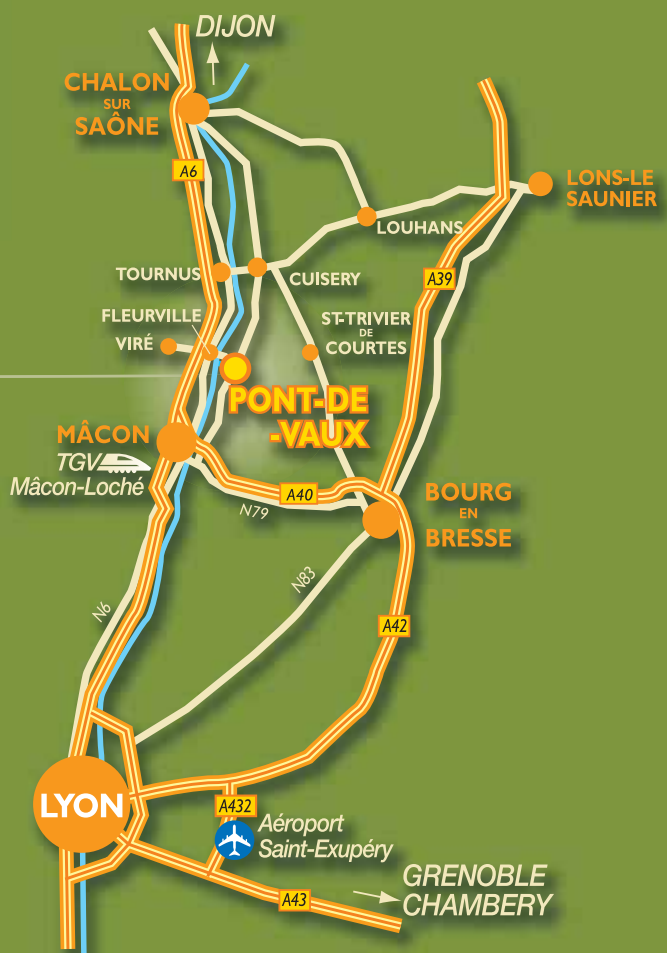 DIJON
CHALON
SUR
SAÔNE
A6
LONS-LE
SAUNIER
LOUHANS
TOURNUS
CUISERY
A39
FLEURVILLE
ST-TRIVIER
DE
COURTES
VIRÉ
PONT-DE
-VAUX
MÂCON
TGV
Mâcon-Loché
A40
N79
BOURG
EN
BRESSE
N83
N6
A42
LYON
A432
Aéroport
Saint-Exupéry
GRENOBLE
CHAMBERY
A43